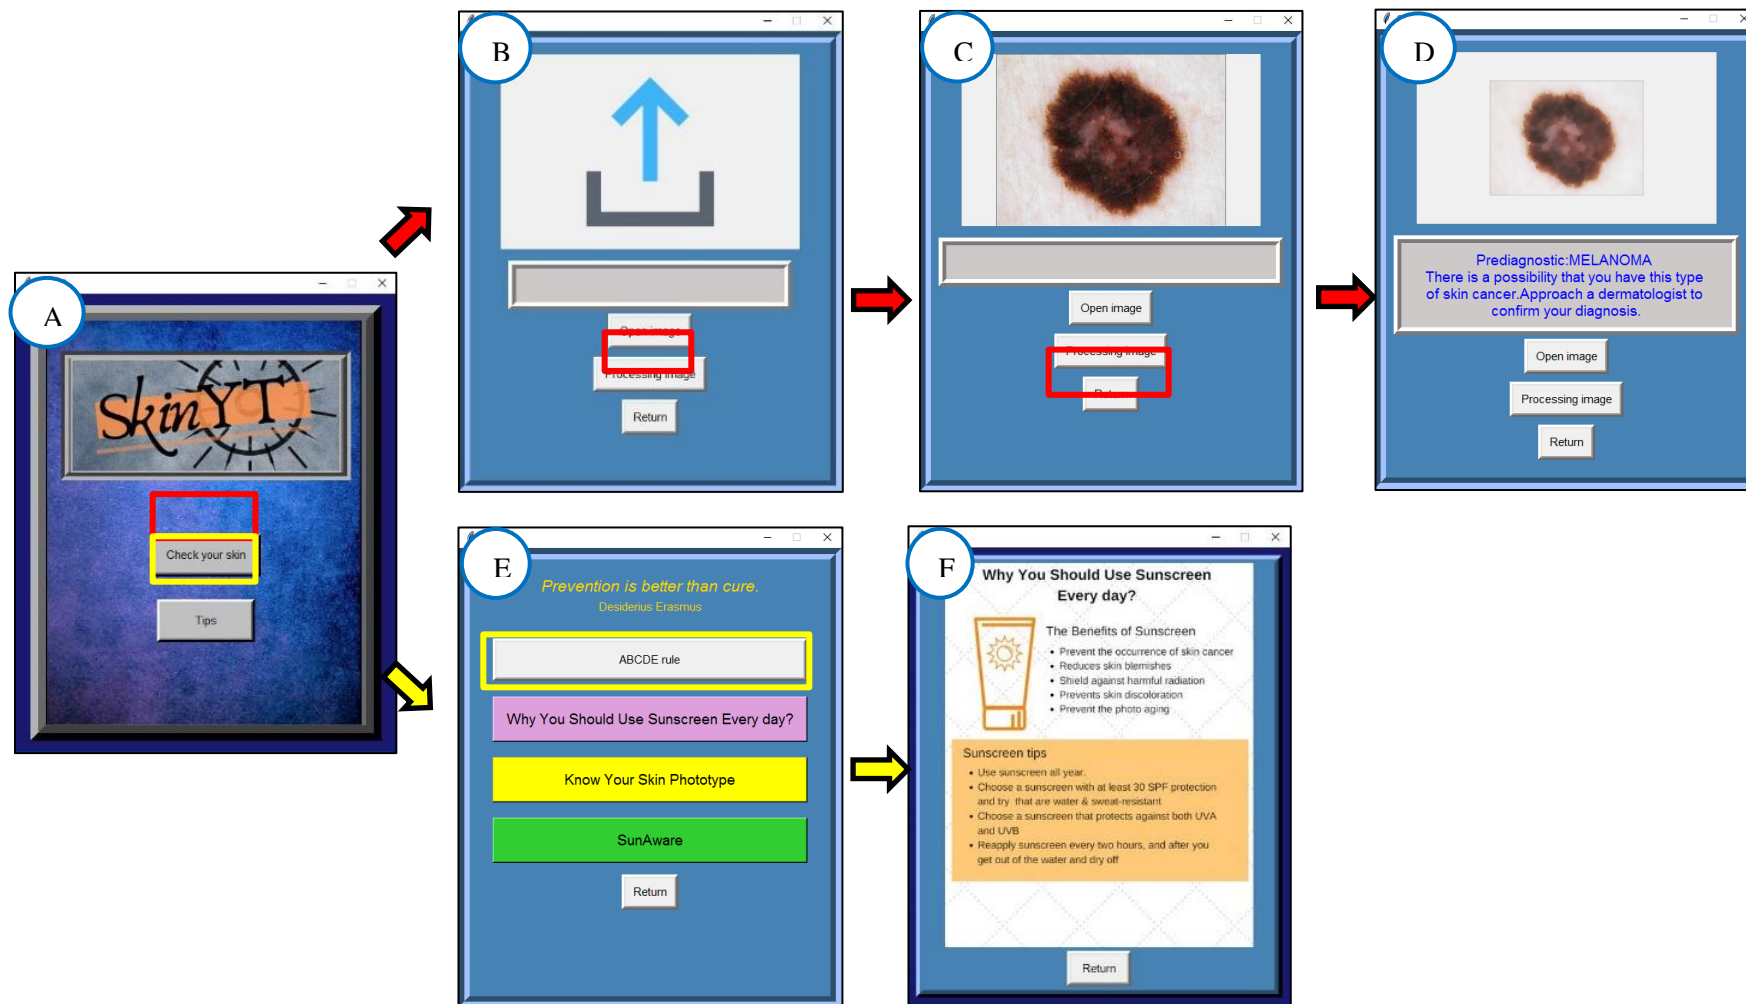 A
SkinYT
Check your skin
Tips
B
Open image
Processing image
Return
C
Open image
Processing image
Return
D
Prediagnostic:MELANOMA
There is a possibility that you have this type
of skin cancer.Approach a dermatologist to
confirm your diagnosis.
Open image
Processing image
Return
E
Prevention is better than cure.
Desiderius Erasmus
ABCDE rule
Why You Should Use Sunscreen Every day?
Know Your Skin Phototype
SunAware
Return
F
Why You Should Use Sunscreen
Every day?
The Benefits of Sunscreen
• Prevent the occurrence of skin cancer
• Reduces skin blemishes
• Shield against harmful radiation
• Prevents skin discoloration
• Prevent the photo aging
Sunscreen tips
• Use sunscreen all year.
• Choose a sunscreen with at least 30 SPF protection
and try that are water & sweat-resistant
• Choose a sunscreen that protects against both UVA
and UVB
• Reapply sunscreen every two hours, and after you
get out of the water and dry off
Return